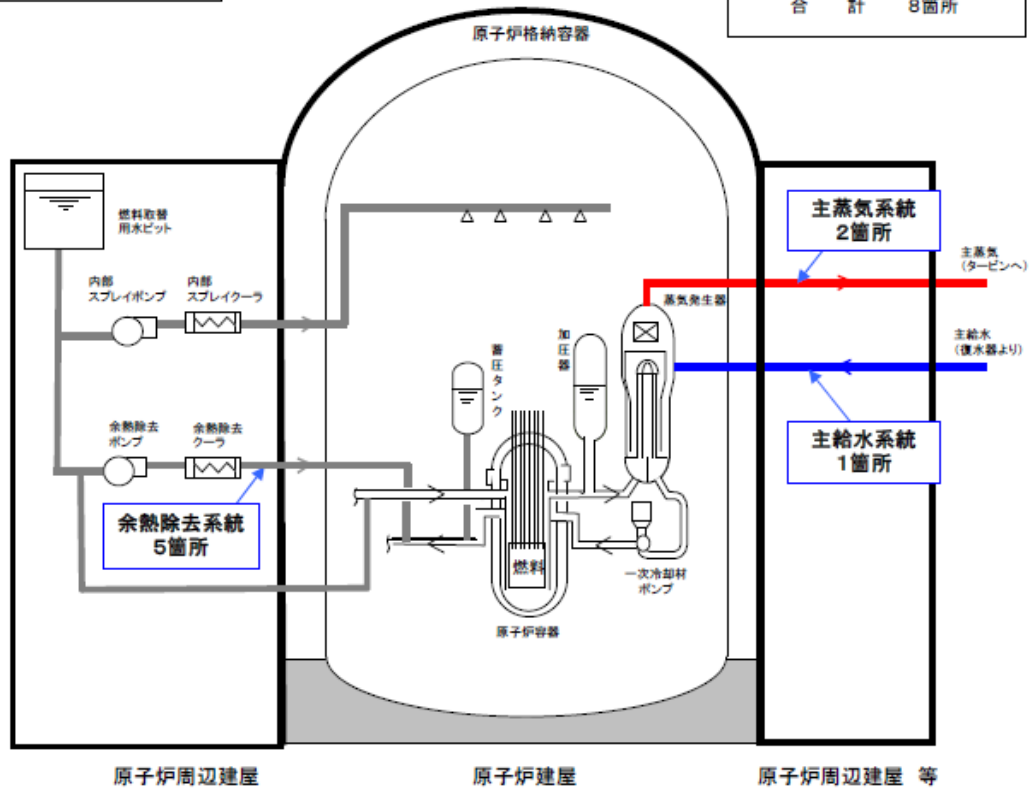 合　計　8箇所
原子炉格納容器
燃料取替
用水ピット
内部
スプレイポンプ
内部
スプレイクーラ
主蒸気系統
2箇所
主蒸気
(タービンへ)
蒸気発生器
加圧器
蓄圧タンク
主給水
(復水器より)
余熱除去
ポンプ
余熱除去
クーラ
主給水系統
1箇所
余熱除去系統
5箇所
燃料
一次冷却材
ポンプ
原子炉容器
原子炉周辺建屋
原子炉建屋
原子炉周辺建屋 等